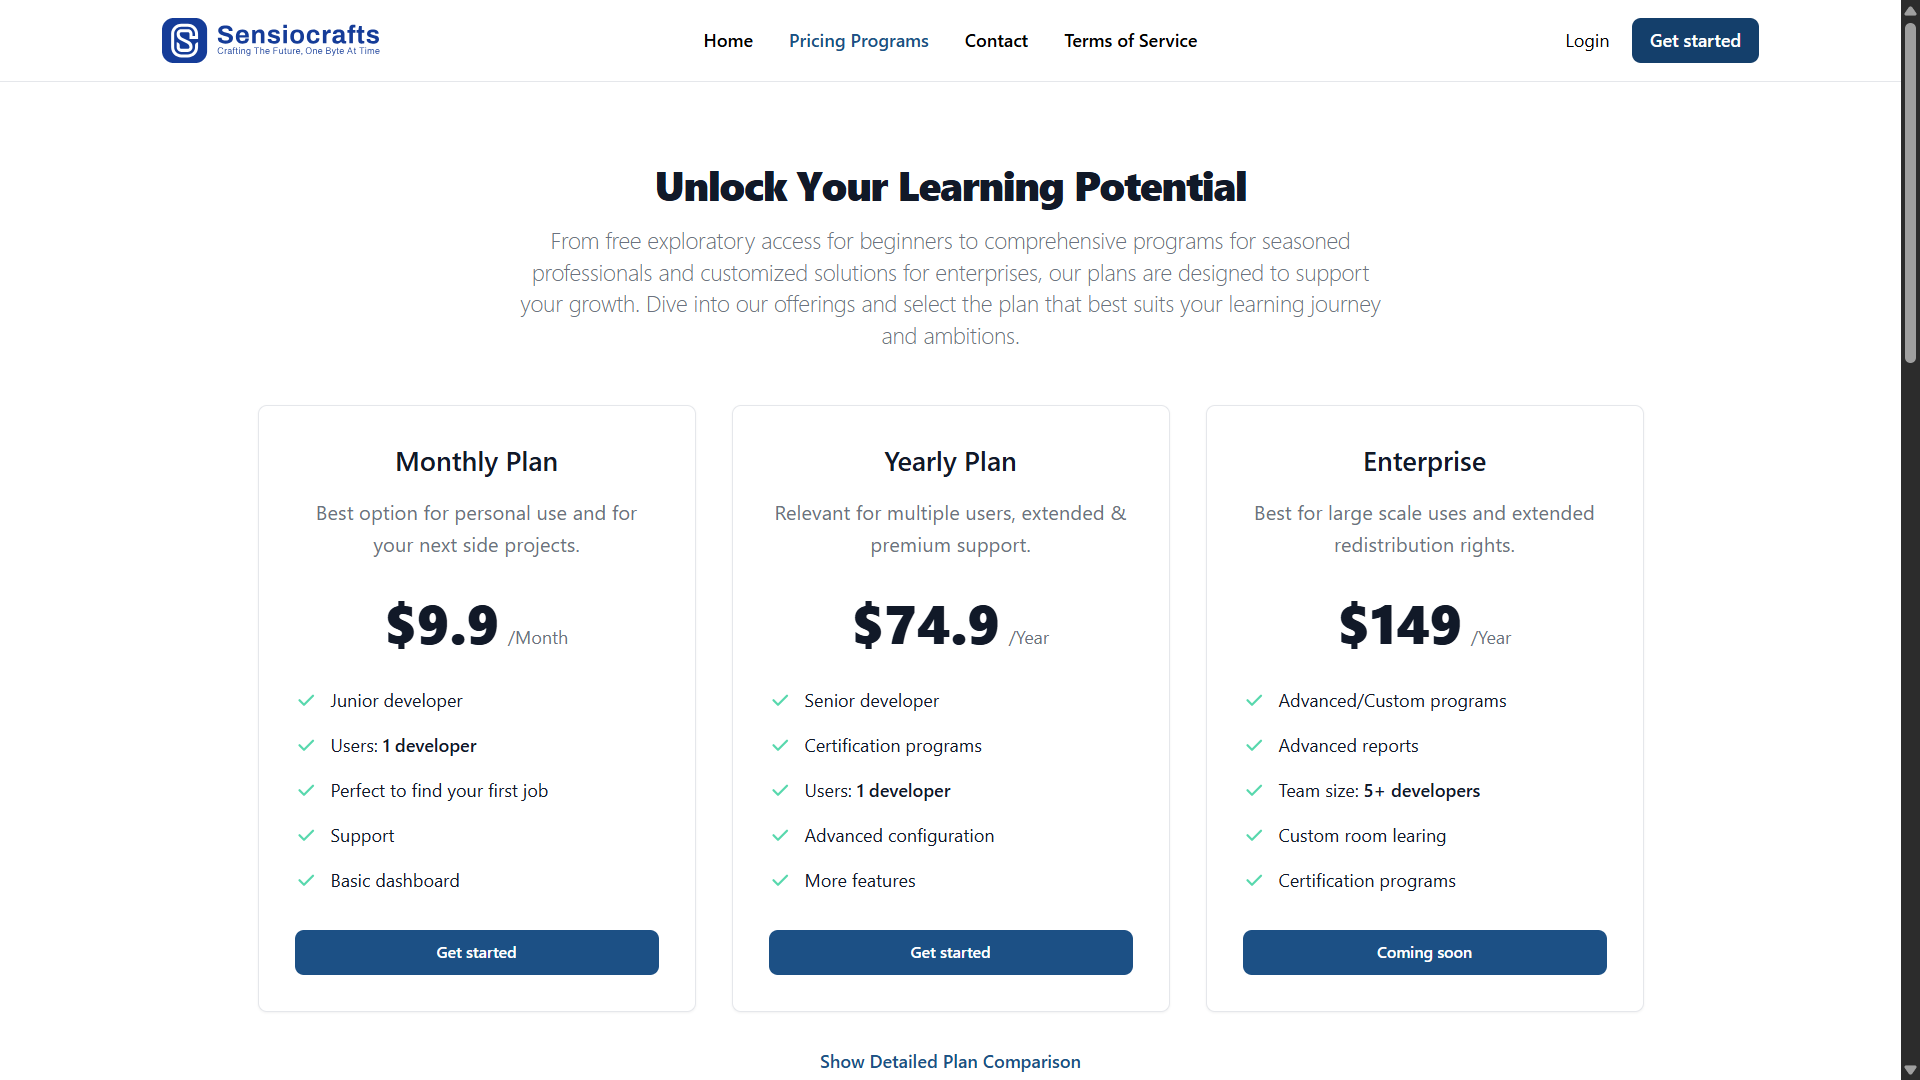 Sensiocrafts
Crafting The Future, One Byte At Time
Home
Pricing Programs
Contact
Terms of Service
Login
Get started
Unlock Your Learning Potential
From free exploratory access for beginners to comprehensive programs for seasoned
professionals and customized solutions for enterprises, our plans are designed to support
your growth. Dive into our offerings and select the plan that best suits your learning journey
and ambitions.
Monthly Plan
Best option for personal use and for
your next side projects.
$9.9 /Month
Junior developer
Users: 1 developer
Perfect to find your first job
Support
Basic dashboard
Get started
Yearly Plan
Relevant for multiple users, extended &
premium support.
$74.9 /Year
Senior developer
Certification programs
Users: 1 developer
Advanced configuration
More features
Get started
Enterprise
Best for large scale uses and extended
redistribution rights.
$149 /Year
Advanced/Custom programs
Advanced reports
Team size: 5+ developers
Custom room learing
Certification programs
Coming soon
Show Detailed Plan Comparison